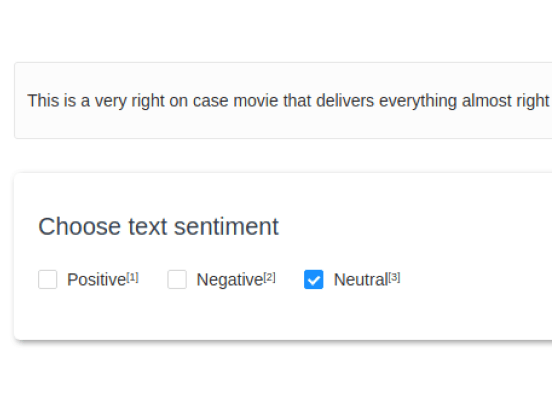 This is a very right on case movie that delivers everything almost right
Choose text sentiment
Positive[1] Negative[2] Neutral[3]